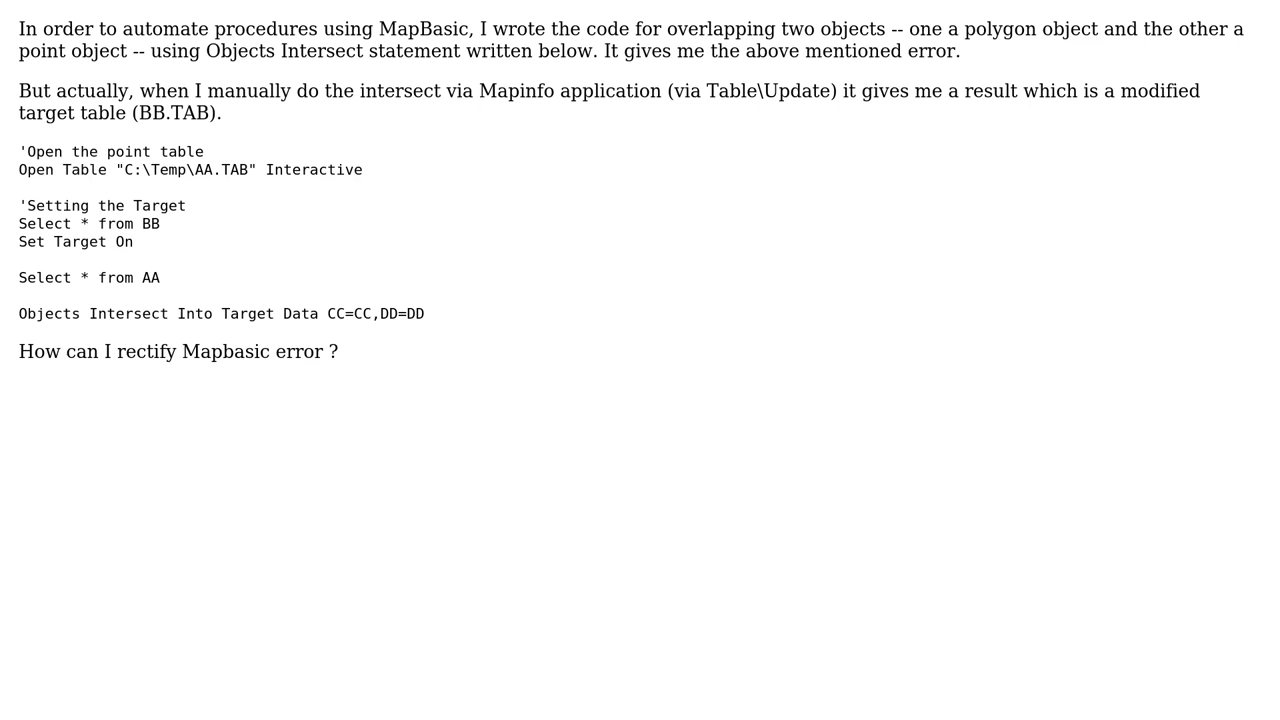 In order to automate procedures using MapBasic, I wrote the code for overlapping two objects -- one a polygon object and the other a
point object -- using Objects Intersect statement written below. It gives me the above mentioned error.
But actually, when I manually do the intersect via Mapinfo application (via Table\Update) it gives me a result which is a modified
target table (BB.TAB).
'Open the point table
Open Table "C:\Temp\AA.TAB" Interactive
'Setting the Target
Select * from BB
Set Target On
Select * from AA
Objects Intersect Into Target Data CC=CC,DD=DD
How can I rectify Mapbasic error ?